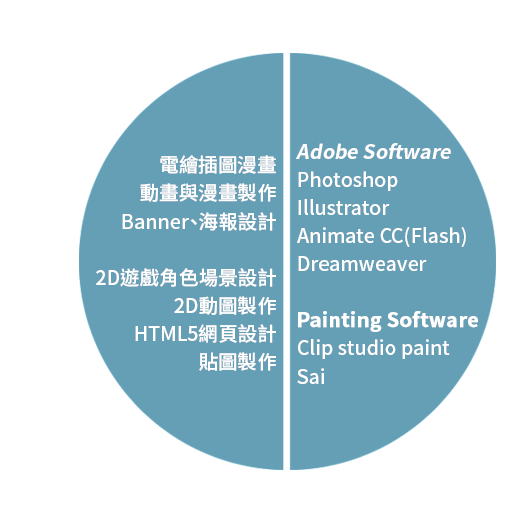 電繪插圖漫畫
動畫與漫畫製作
Banner、海報設計
2D遊戲角色場景設計
2D動圖製作
HTML5網頁設計
貼圖製作
Adobe Software
Photoshop
Illustrator
Animate CC(Flash)
Dreamweaver
Painting Software
Clip studio paint
Sai